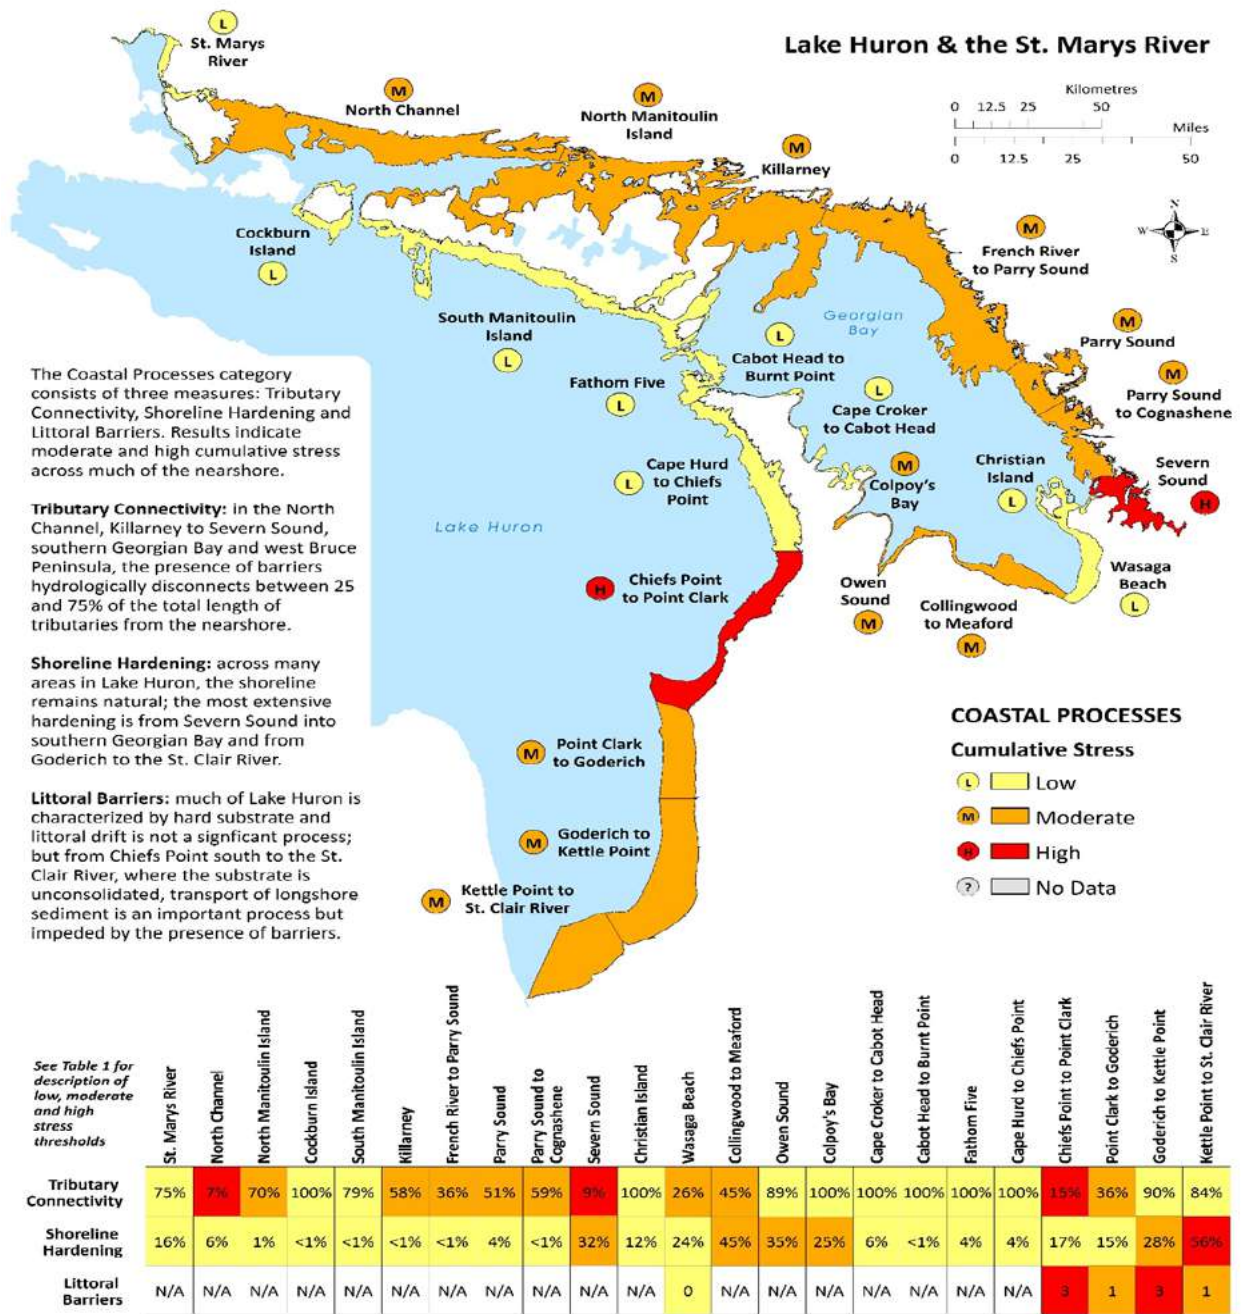 Lake Huron & the St. Marys River
Kilometres
0 12.5 25 50
Miles
0 12.5 25 50
N
W E
S
L
St. Marys
River
M
North Channel
M
North Manitoulin
Island
M
Killarney
M
French River
to Parry Sound
Cockburn
Island
L
South Manitoulin
Island
L
Georgian
Bay
L
Cabot Head to
Burnt Point
M
Parry Sound
M
Parry Sound
to Cognashene
Fathom Five
L
L
Cape Croker
to Cabot Head
Cape Hurd
to Chiefs
Point
L
M
Colpoy's
Bay
Christian
Island
L
Severn
Sound
H
Lake Huron
H
Chiefs Point
to Point Clark
Owen
Sound
M
Collingwood
to Meaford
M
Wasaga
Beach
L
M
Point Clark
to Goderich
M
Goderich to
Kettle Point
M
Kettle Point to
St. Clair River
The Coastal Processes category
consists of three measures: Tributary
Connectivity, Shoreline Hardening and
Littoral Barriers. Results indicate
moderate and high cumulative stress
across much of the nearshore.
Tributary Connectivity: in the North
Channel, Killarney to Severn Sound,
southern Georgian Bay and west Bruce
Peninsula, the presence of barriers
hydrologically disconnects between 25
and 75% of the total length of
tributaries from the nearshore.
Shoreline Hardening: across many
areas in Lake Huron, the shoreline
remains natural; the most extensive
hardening is from Severn Sound into
southern Georgian Bay and from
Goderich to the St. Clair River.
Littoral Barriers: much of Lake Huron is
characterized by hard substrate and
littoral drift is not a signficant process;
but from Chiefs Point south to the St.
Clair River, where the substrate is
unconsolidated, transport of longshore
sediment is an important process but
impeded by the presence of barriers.
COASTAL PROCESSES
Cumulative Stress
L Low
M Moderate
H High
? No Data
See Table 1 for
description of
low, moderate
and high
stress
thresholds
St. Marys River
North Channel
North Manitoulin Island
Cockburn Island
South Manitoulin Island
Killarney
French River to Parry Sound
Parry Sound
Parry Sound to
Cognashene
Severn Sound
Christian Island
Wasaga Beach
Collingwood to Meaford
Owen Sound
Colpoy's Bay
Cape Croker to Cabot Head
Cabot Head to Burnt Point
Fathom Five
Cape Hurd to Chiefs Point
Chiefs Point to Point Clark
Point Clark to Goderich
Goderich to Kettle Point
Kettle Point to St. Clair River
Tributary
Connectivity
75% 7% 70% 100% 79% 58% 36% 51% 59% 9% 100% 26% 45% 89% 100% 100% 100% 100% 100% 15% 36% 90% 84%
Shoreline
Hardening
16% 6% 1% <1% <1% <1% <1% 4% <1% 32% 12% 24% 45% 35% 25% 6% <1% 4% 4% 17% 15% 28% 56%
Littoral
Barriers
N/A N/A N/A N/A N/A N/A N/A N/A N/A N/A N/A 0 N/A N/A N/A N/A N/A N/A N/A 3 1 3 1